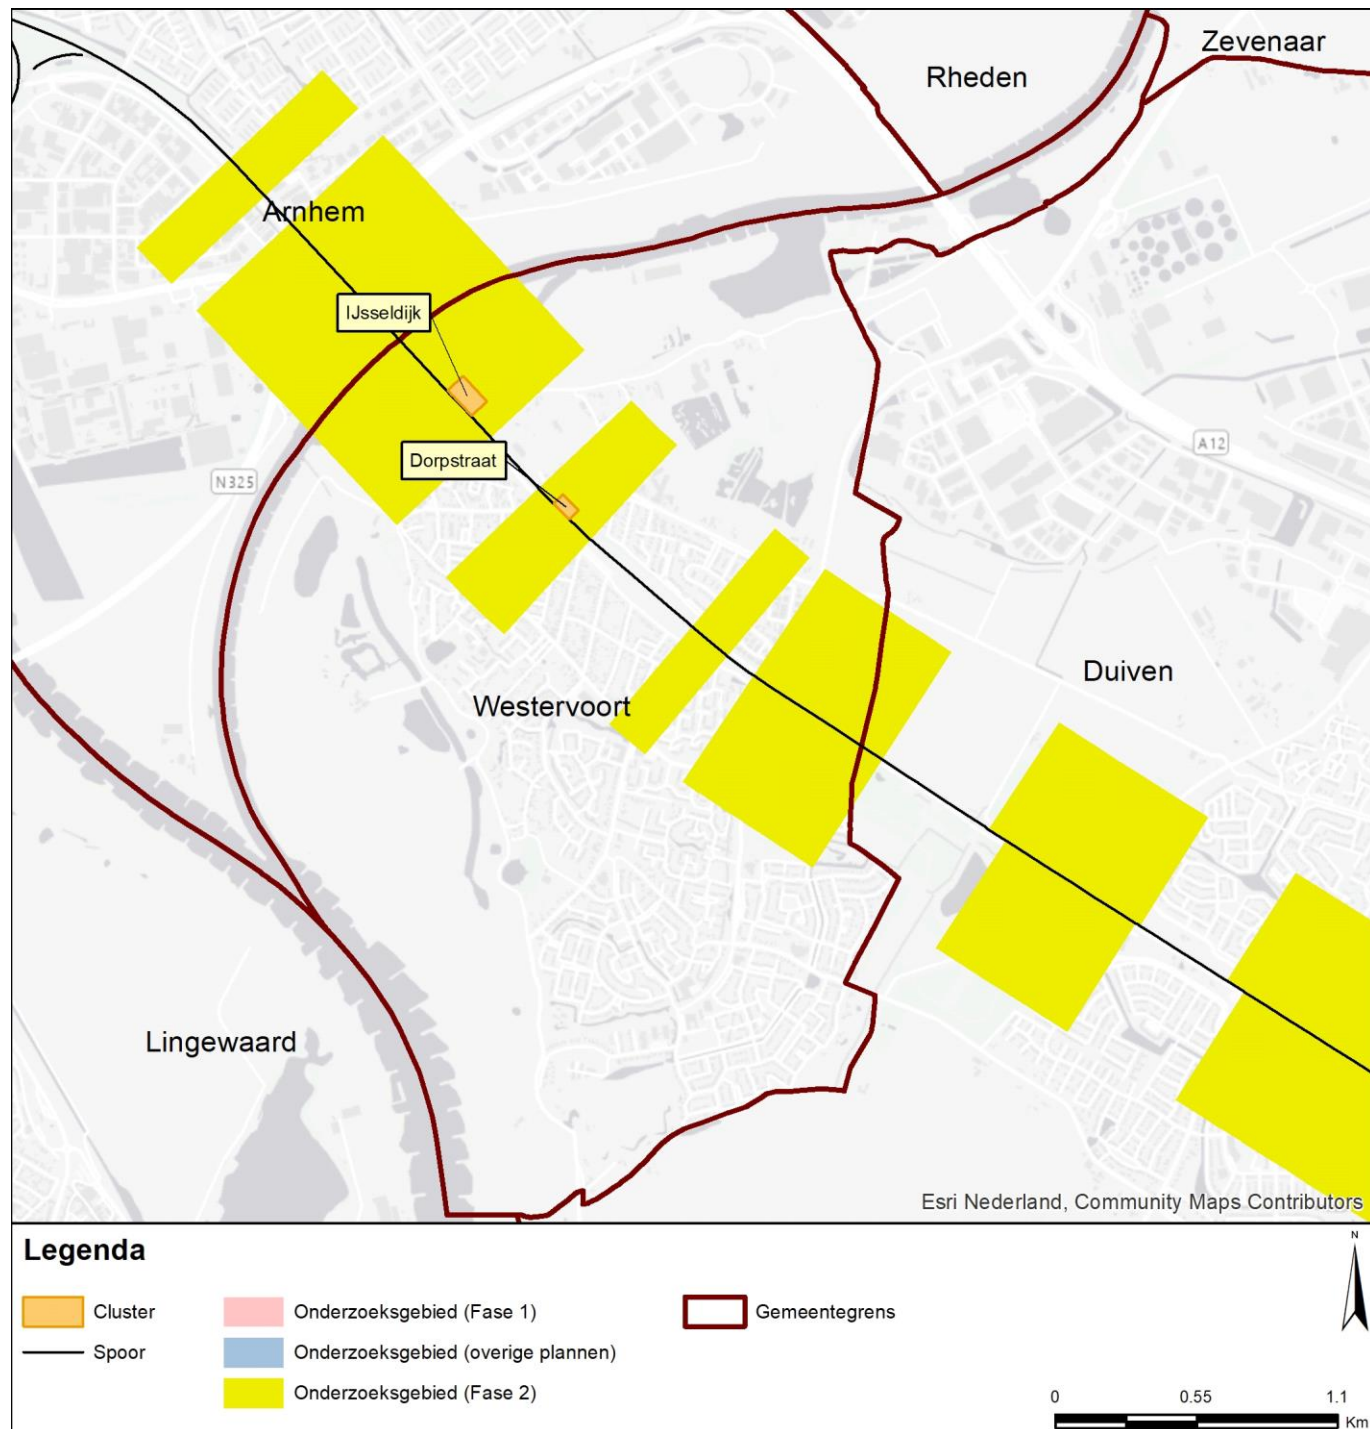 Zevenaar
Rheden
Arnhem
IJsseldijk
Dorpstraat
A12
N325
Duiven
Westervoort
Lingewaard
Esri Nederland, Community Maps Contributors
Legenda
N
Cluster
Onderzoeksgebied (Fase 1)
Gemeentegrens
Spoor
Onderzoeksgebied (overige plannen)
Onderzoeksgebied (Fase 2)
0 0.55 1.1
Km